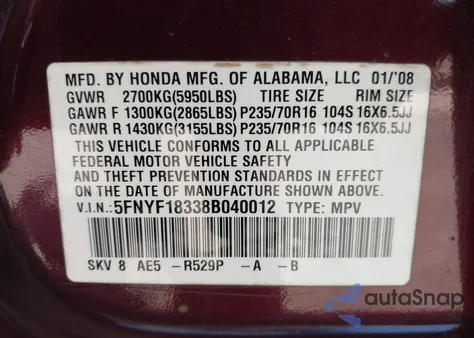 MFD. BY HONDA MFG. OF ALABAMA, LLC 01/'08
GVWR 2700KG(5950LBS) TIRE SIZE RIM SIZE
GAWR F 1300KG(2865LBS) P235/70R16 104S 16X6.5JJ
GAWR R 1430KG(3155LBS) P235/70R16 104S 16X6.5JJ
THIS VEHICLE CONFORMS TO ALL APPLICABLE
FEDERAL MOTOR VEHICLE SAFETY
AND THEFT PREVENTION STANDARDS IN EFFECT
ON THE DATE OF MANUFACTURE SHOWN ABOVE.
V.I.N.:5FNYF18338B040012 TYPE: MPV
SKV 8 AE5 -R529P -A -B
autoSnap